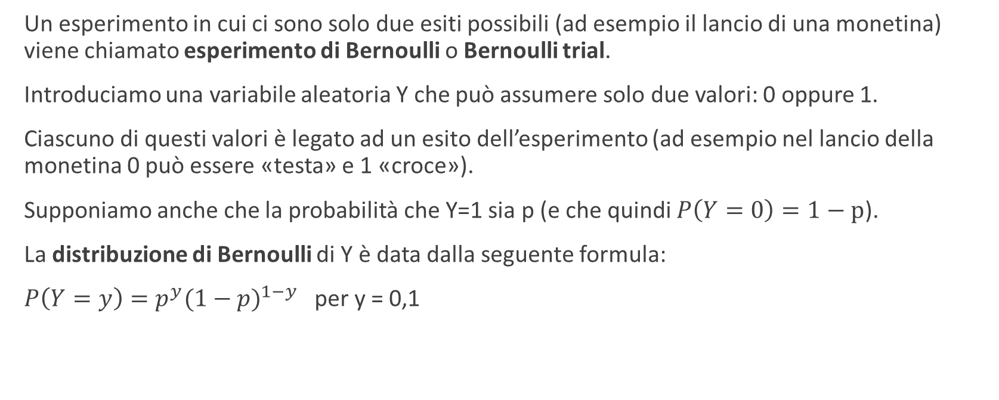 Un esperimento in cui ci sono solo due esiti possibili (ad esempio il lancio di una monetina)
viene chiamato esperimento di Bernoulli o Bernoulli trial.
Introduciamo una variabile aleatoria Y che può assumere solo due valori: 0 oppure 1.
Ciascuno di questi valori è legato ad un esito dell’esperimento (ad esempio nel lancio della
monetina 0 può essere «testa» e 1 «croce»).
Supponiamo anche che la probabilità che Y=1 sia p (e che quindi P(Y = 0) = 1 − p).
La distribuzione di Bernoulli di Y è data dalla seguente formula:
P(Y = y) = p^y(1 − p)^{1−y} per y = 0,1